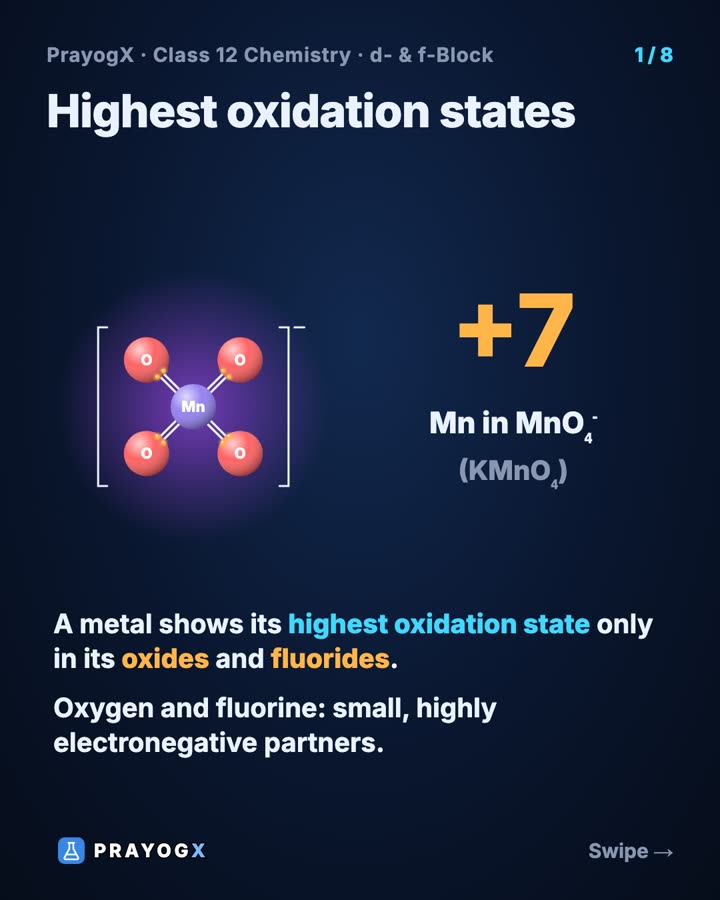 PrayogX · Class 12 Chemistry · d- & f-Block
1 / 8
Highest oxidation states
O O
Mn
O O
+7
Mn in MnO₄⁻
(KMnO₄)
A metal shows its highest oxidation state only
in its oxides and fluorides.
Oxygen and fluorine: small, highly
electronegative partners.
PRAYOGX
Swipe →